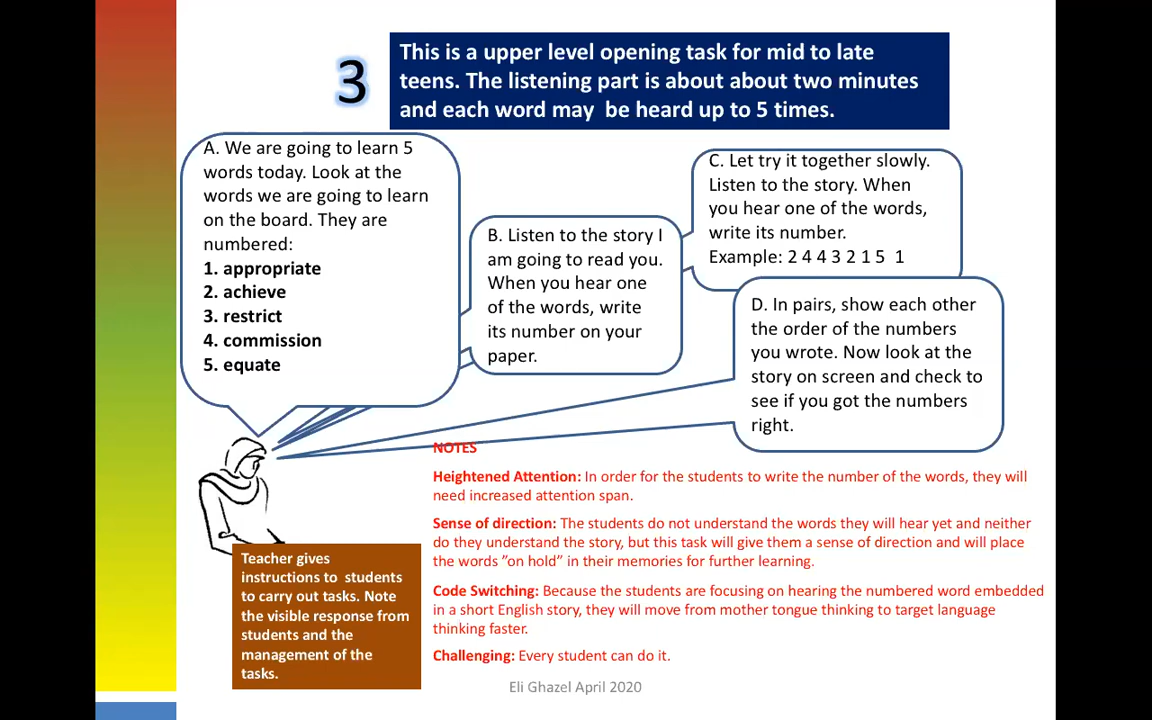 3
This is a upper level opening task for mid to late
teens. The listening part is about about two minutes
and each word may be heard up to 5 times.
A. We are going to learn 5
words today. Look at the
words we are going to learn
on the board. They are
numbered:
1. appropriate
2. achieve
3. restrict
4. commission
5. equate
B. Listen to the story I
am going to read you.
When you hear one
of the words, write
its number on your
paper.
C. Let try it together slowly.
Listen to the story. When
you hear one of the words,
write its number.
Example: 2 4 4 3 2 1 5 1
D. In pairs, show each other
the order of the numbers
you wrote. Now look at the
story on screen and check to
see if you got the numbers
right.
NOTES
Heightened Attention: In order for the students to write the number of the words, they will
need increased attention span.
Sense of direction: The students do not understand the words they will hear yet and neither
do they understand the story, but this task will give them a sense of direction and will place
the words ”on hold” in their memories for further learning.
Code Switching: Because the students are focusing on hearing the numbered word embedded
in a short English story, they will move from mother tongue thinking to target language
thinking faster.
Challenging: Every student can do it.
Teacher gives
instructions to students
to carry out tasks. Note
the visible response from
students and the
management of the
tasks.
Eli Ghazel April 2020